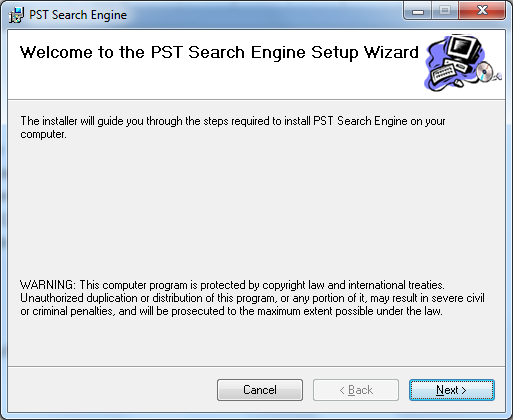 PST Search Engine
Welcome to the PST Search Engine Setup Wizard
The installer will guide you through the steps required to install PST Search Engine on your
computer.
WARNING: This computer program is protected by copyright law and international treaties.
Unauthorized duplication or distribution of this program, or any portion of it, may result in severe civil
or criminal penalties, and will be prosecuted to the maximum extent possible under the law.
Cancel
< Back
Next >